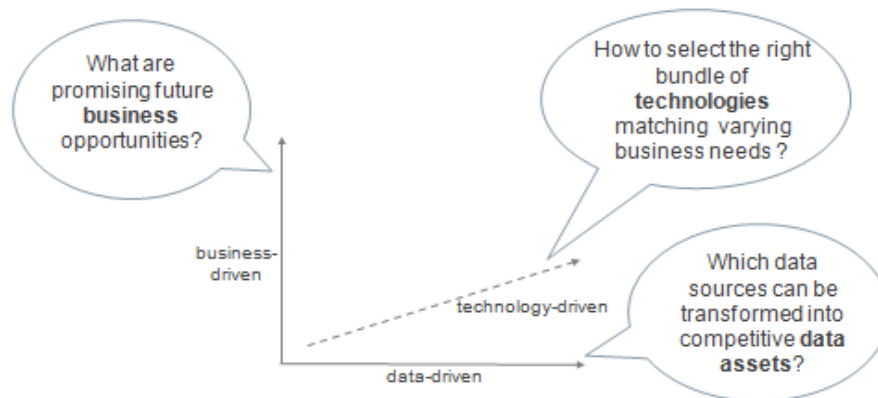 What are
promising future
business
opportunities?
How to select the right
bundle of
technologies
matching varying
business needs ?
business-
driven
technology-driven
data-driven
Which data
sources can be
transformed into
competitive data
assets?